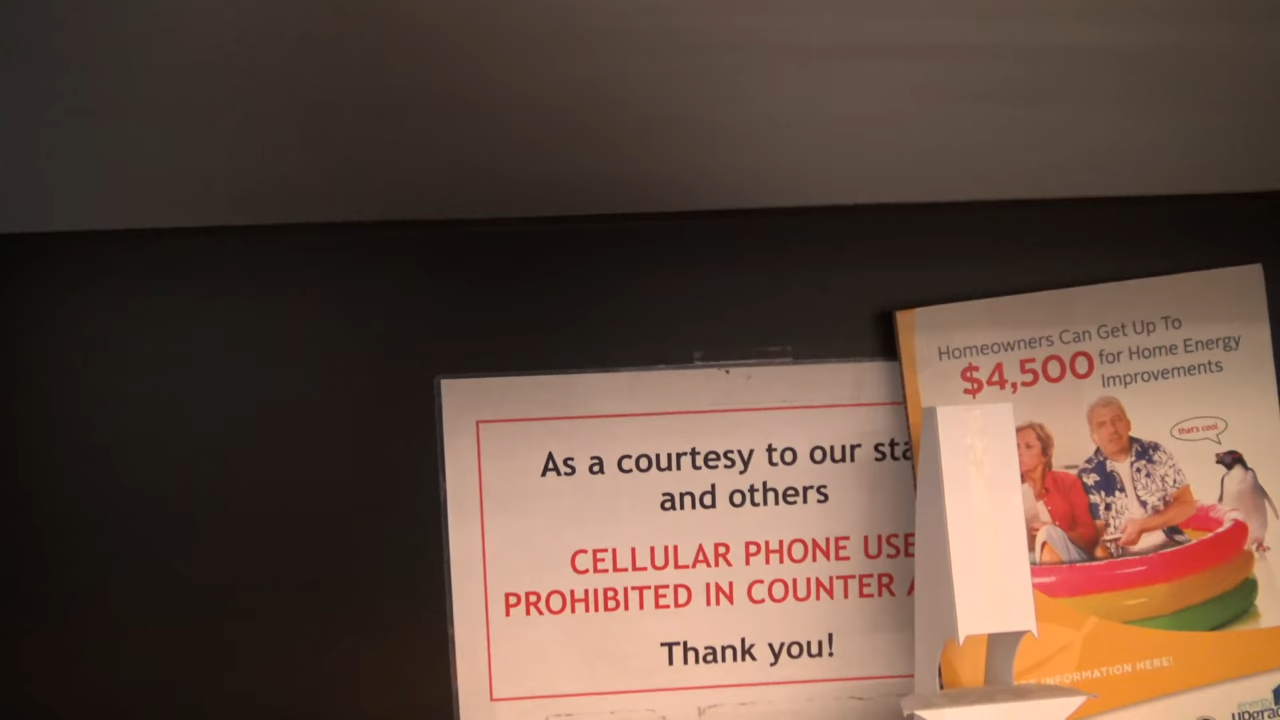 As a courtesy to our
and others
CELLULAR PHONE USE
PROHIBITED IN COUNTER
Thank you!
Homeowners Can Get Up To
$4,500 for Home Energy
Improvements
that's cool.
INFORMATION HERE!
energy